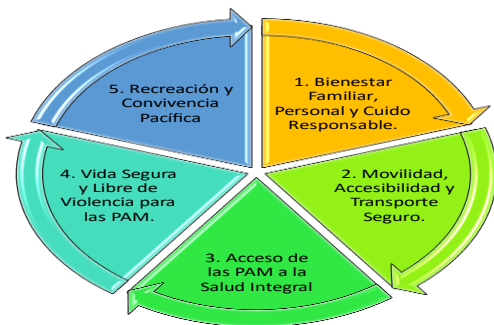 1. Bienestar
Familiar,
Personal y Cuido
Responsable.
2. Movilidad,
Accesibilidad y
Transporte
Seguro.
3. Acceso de
las PAM a la
Salud Integral
4. Vida Segura
y Libre de
Violencia para
las PAM.
5. Recreación y
Convivencia
Pacífica